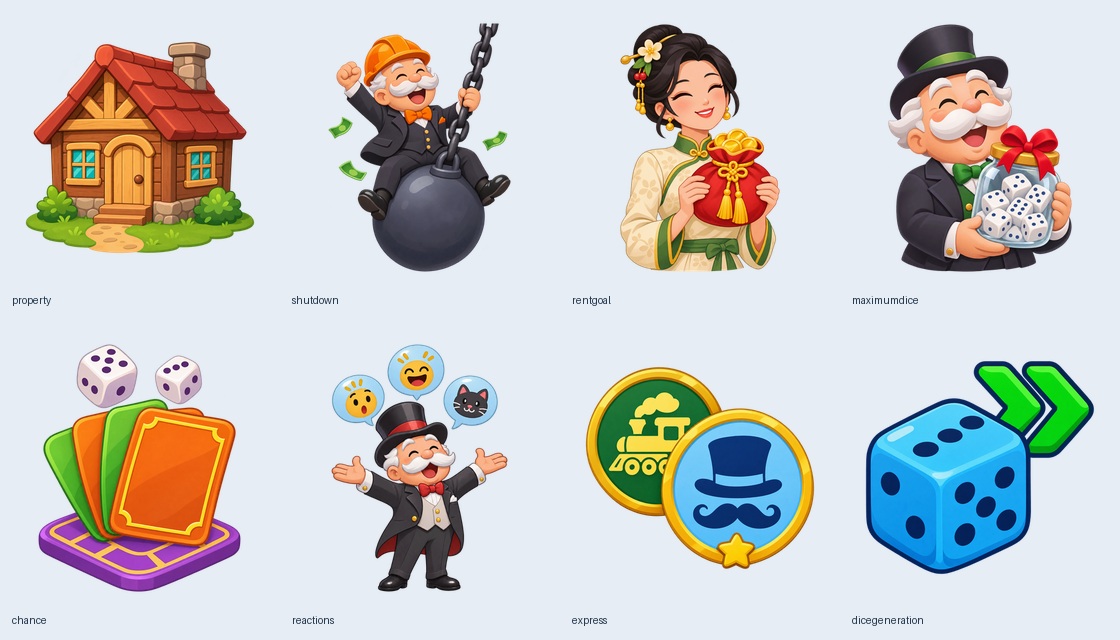 property
shutdown
rentgoal
maximumdice
chance
reactions
express
dicegeneration